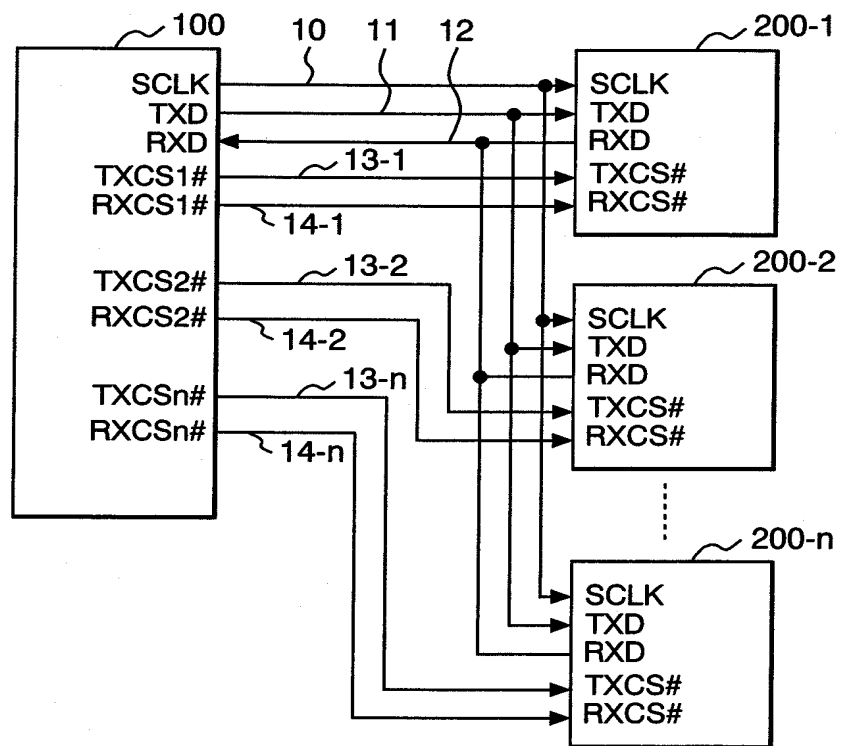 100
10
11
12
200-1
SCLK
TXD
RXD
TXCS1#
RXCS1#
13-1
14-1
SCLK
TXD
RXD
TXCS#
RXCS#
TXCS2#
RXCS2#
13-2
14-2
200-2
SCLK
TXD
RXD
TXCS#
RXCS#
TXCSn#
RXCSn#
13-n
14-n
200-n
SCLK
TXD
RXD
TXCS#
RXCS#